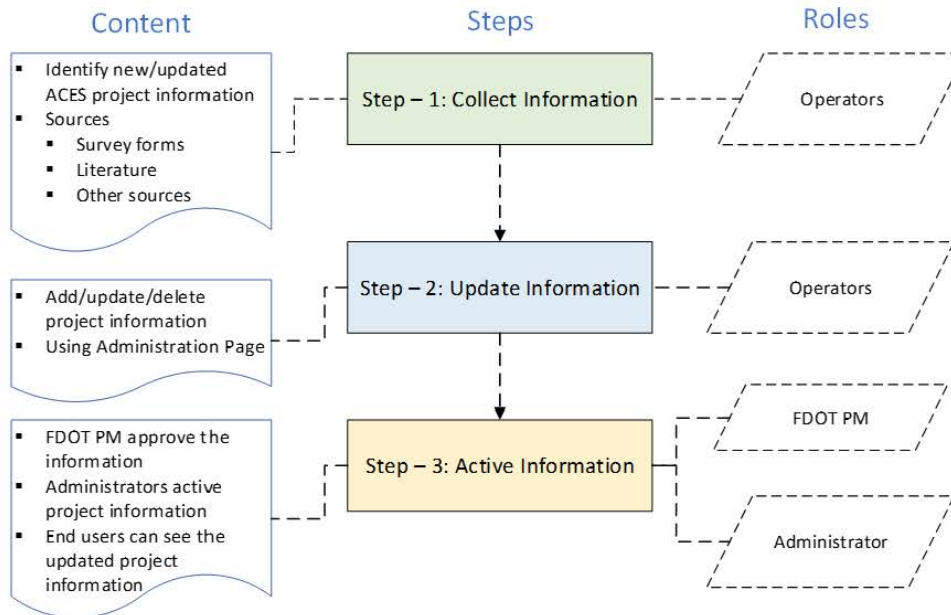 Content
Steps
Roles
▪ Identify new/updated
ACES project information
▪ Sources
▪ Survey forms
▪ Literature
▪ Other sources
Step – 1: Collect Information
Operators
▪ Add/update/delete
project information
▪ Using Administration Page
Step – 2: Update Information
Operators
▪ FDOT PM approve the
information
▪ Administrators active
project information
▪ End users can see the
updated project
information
Step – 3: Active Information
FDOT PM
Administrator